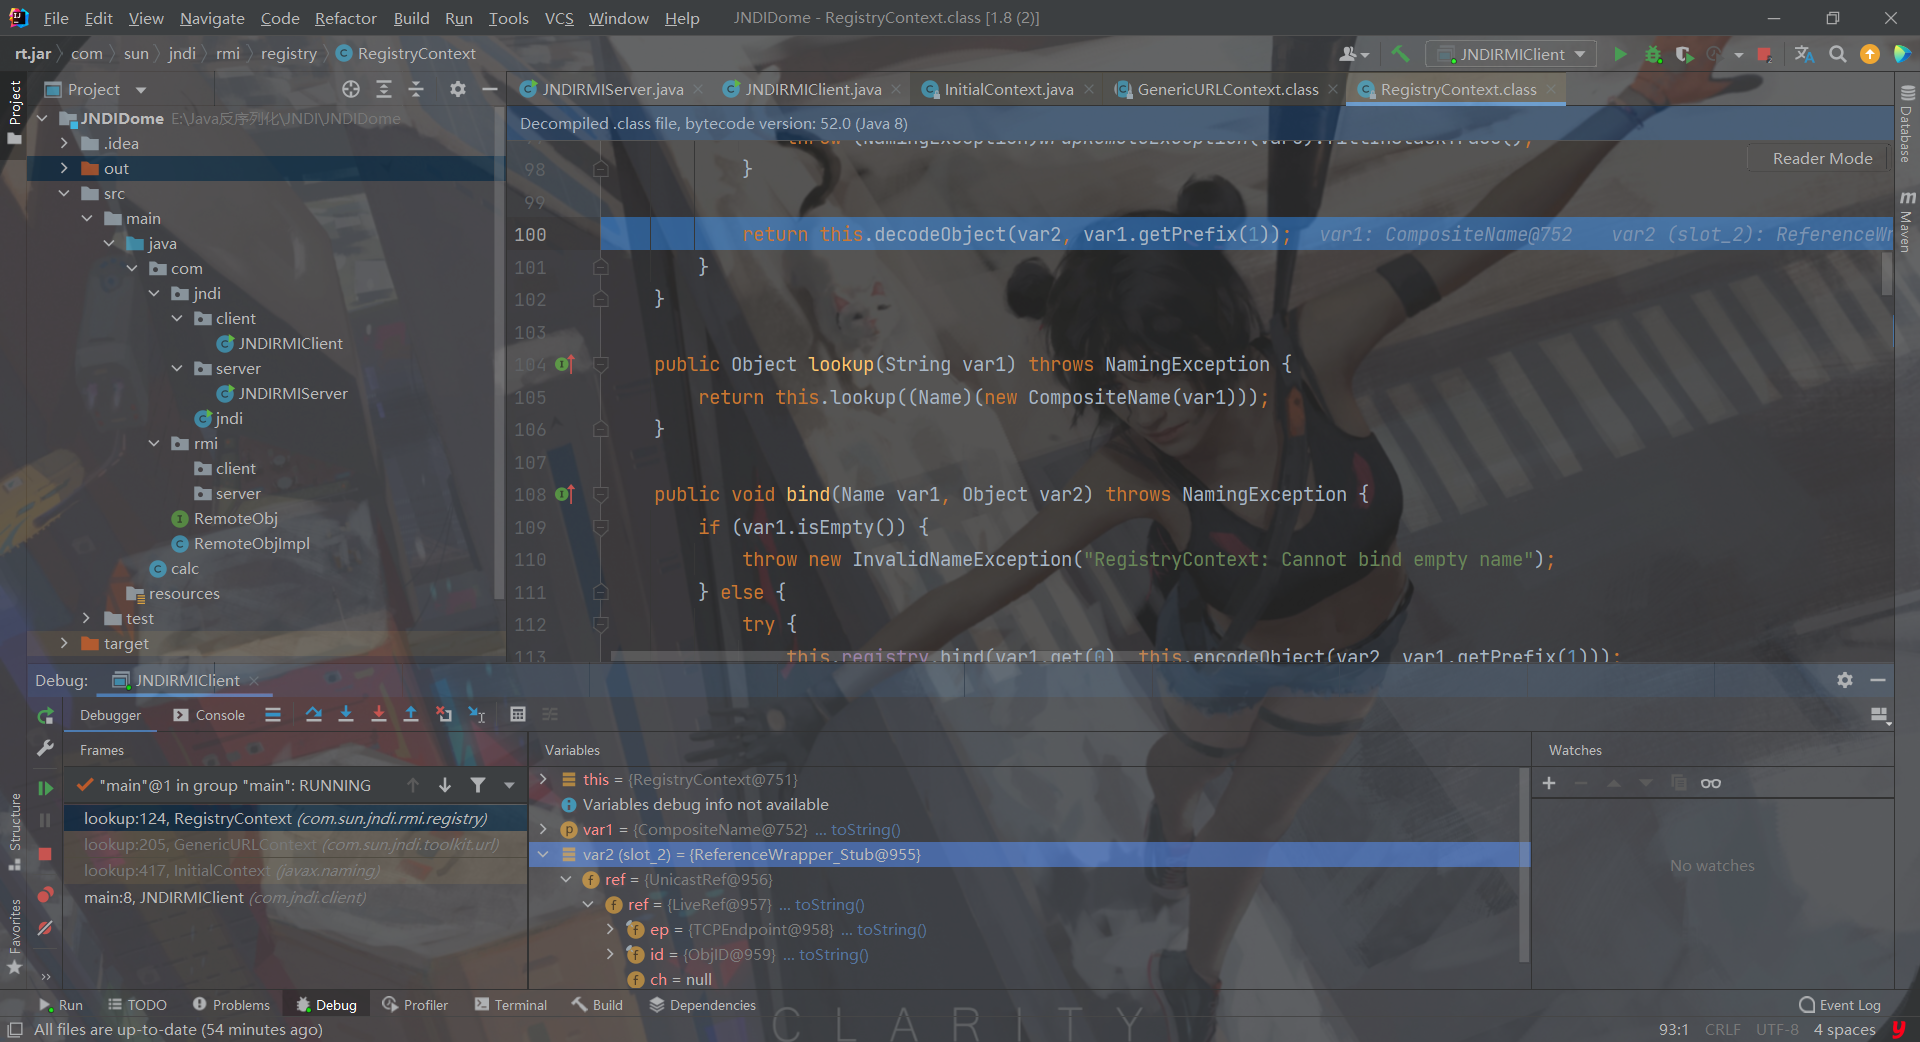 File Edit View Navigate Code Refactor Build Run Tools VCS Window Help JNDIDome - RegistryContext.class [1.8 (2)]
rt.jar com sun jndi rmi registry RegistryContext JNDIRMIClient
Project
JNDIRMIServer.java JNDIRMIClient.java InitialContext.java GenericURLContext.class RegistryContext.class
Decompiled .class file, bytecode version: 52.0 (Java 8)
Reader Mode
Project
JNDIDome E:\Java反序列化\JNDI\JNDIDome
.idea
out
src
main
java
com
jndi
client
JNDIRMIClient
server
JNDIRMIServer
jndi
rmi
client
server
RemoteObj
RemoteObjImpl
calc
resources
test
target
98 }
99
100 return this.decodeObject(var2, var1.getPrefix(1)); var1: CompositeName@752 var2 (slot_2): ReferenceWr
101 }
102 }
103
104 public Object lookup(String var1) throws NamingException {
105 return this.lookup((Name)(new CompositeName(var1)));
106 }
107
108 public void bind(Name var1, Object var2) throws NamingException {
109 if (var1.isEmpty()) {
110 throw new InvalidNameException("RegistryContext: Cannot bind empty name");
111 } else {
112 try {
113 this.registry.bind(var1.get(0), this.encodeObject(var2, var1.getPrefix(1)));
Database
Maven
Debug: JNDIRMIClient
Debugger Console
Frames
"main"@1 in group "main": RUNNING
lookup:124, RegistryContext (com.sun.jndi.rmi.registry)
lookup:205, GenericURLContext (com.sun.jndi.toolkit.url)
lookup:417, InitialContext (javax.naming)
main:8, JNDIRMIClient (com.jndi.client)
Variables
this = {RegistryContext@751}
Variables debug info not available
var1 = {CompositeName@752} ... toString()
var2 (slot_2) = {ReferenceWrapper_Stub@955}
ref = {UnicastRef@956}
ref = {LiveRef@957} ... toString()
ep = {TCPEndpoint@958} ... toString()
id = {ObjID@959} ... toString()
ch = null
Watches
No watches
Structure
Favorites
Run TODO Problems Debug Profiler Terminal Build Dependencies Event Log
CLARITY
All files are up-to-date (54 minutes ago) 93:1 CRLF UTF-8 4 spaces